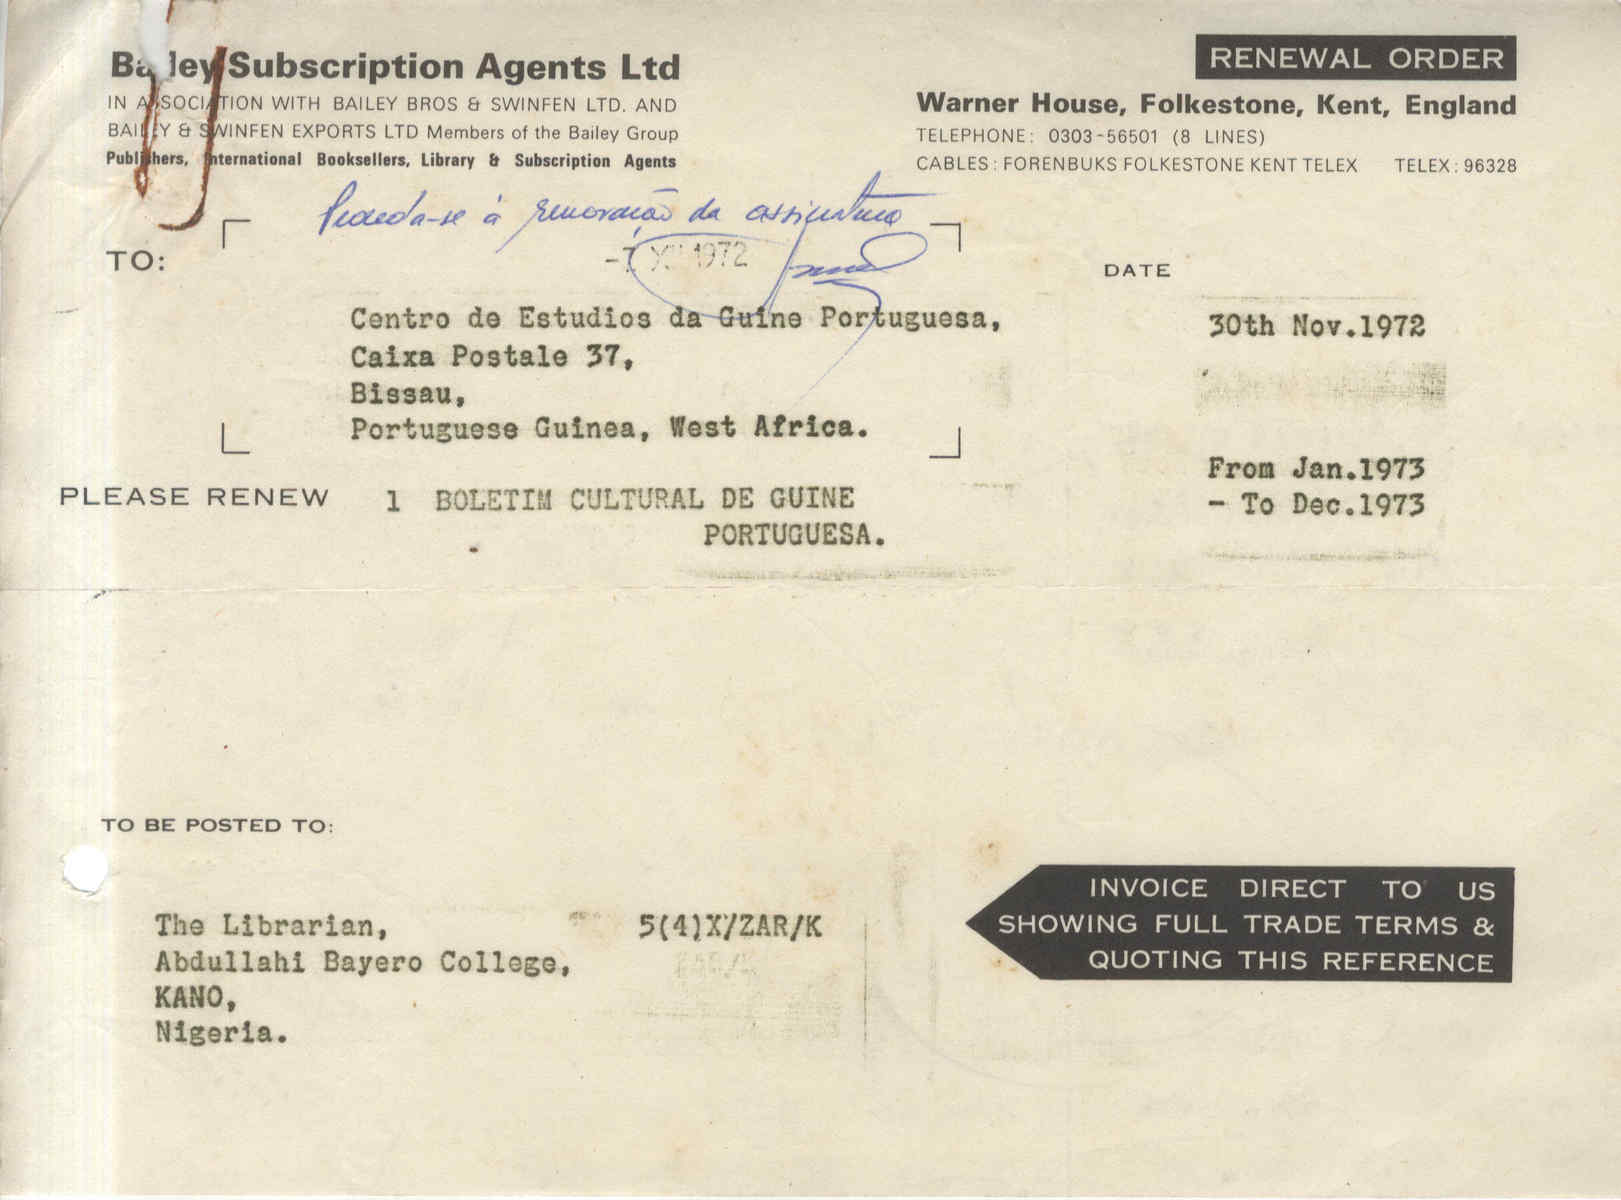 Bailey Subscription Agents Ltd
IN ASSOCIATION WITH BAILEY BROS & SWINFEN LTD. AND
BAILEY & SWINFEN EXPORTS LTD Members of the Bailey Group
Publishers, International Booksellers, Library & Subscription Agents
RENEWAL ORDER
Warner House, Folkestone, Kent, England
TELEPHONE: 0303-56501 (8 LINES)
CABLES: FORENBUKS FOLKESTONE KENT TELEX TELEX: 96328
Proceda-se à renovação da assinatura
-7 XII 1972
TO:
Centro de Estudios da Guine Portuguesa,
Caixa Postale 37,
Bissau,
Portuguese Guinea, West Africa.
DATE
30th Nov.1972
From Jan.1973
- To Dec.1973
PLEASE RENEW 1 BOLETIM CULTURAL DE GUINE
PORTUGUESA.
TO BE POSTED TO:
The Librarian, 5(4)X/ZAR/K
Abdullahi Bayero College,
KANO,
Nigeria.
INVOICE DIRECT TO US
SHOWING FULL TRADE TERMS &
QUOTING THIS REFERENCE